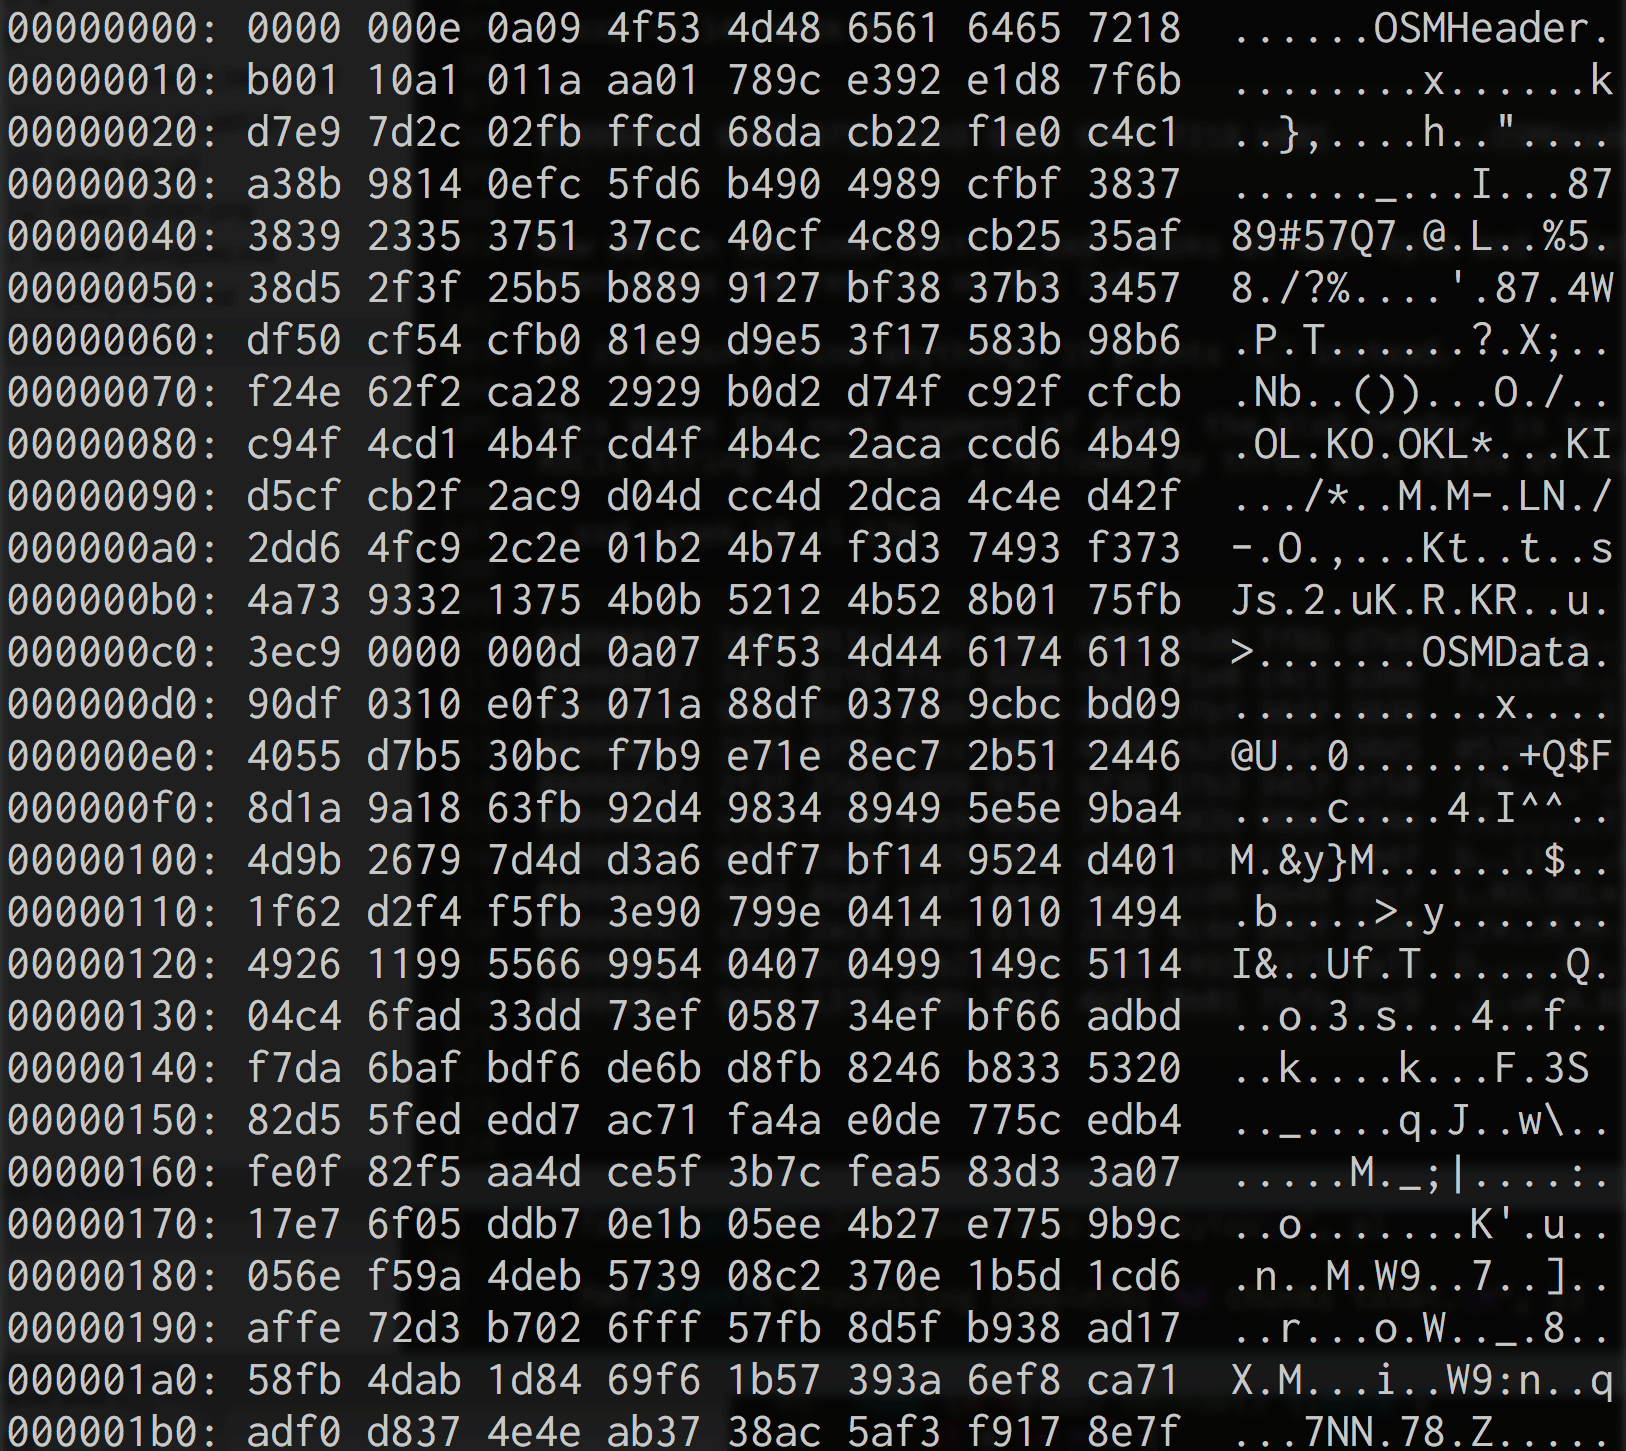 00000000: 0000 000e 0a09 4f53 4d48 6561 6465 7218  ......OSMHeader.
00000010: b001 10a1 011a aa01 789c e392 e1d8 7f6b  ........x......k
00000020: d7e9 7d2c 02fb ffcd 68da cb22 f1e0 c4c1  ..},....h.."....
00000030: a38b 9814 0efc 5fd6 b490 4989 cfbf 3837  ......_...I...87
00000040: 3839 2335 3751 37cc 40cf 4c89 cb25 35af  89#57Q7.@.L..%5.
00000050: 38d5 2f3f 25b5 b889 9127 bf38 37b3 3457  8./?%....'.87.4W
00000060: df50 cf54 cfb0 81e9 d9e5 3f17 583b 98b6  .P.T......?.X;..
00000070: f24e 62f2 ca28 2929 b0d2 d74f c92f cfcb  .Nb..())...O./..
00000080: c94f 4cd1 4b4f cd4f 4b4c 2aca ccd6 4b49  .OL.KO.OKL*...KI
00000090: d5cf cb2f 2ac9 d04d cc4d 2dca 4c4e d42f  .../*..M.M-.LN./
000000a0: 2dd6 4fc9 2c2e 01b2 4b74 f3d3 7493 f373  -.O.,...Kt..t..s
000000b0: 4a73 9332 1375 4b0b 5212 4b52 8b01 75fb  Js.2.uK.R.KR..u.
000000c0: 3ec9 0000 000d 0a07 4f53 4d44 6174 6118  >.......OSMData.
000000d0: 90df 0310 e0f3 071a 88df 0378 9cbc bd09  ...........x....
000000e0: 4055 d7b5 30bc f7b9 e71e 8ec7 2b51 2446  @U..0.......+Q$F
000000f0: 8d1a 9a18 63fb 92d4 9834 8949 5e5e 9ba4  ....c....4.I^^..
00000100: 4d9b 2679 7d4d d3a6 edf7 bf14 9524 d401  M.&y}M.......$..
00000110: 1f62 d2f4 f5fb 3e90 799e 0414 1010 1494  .b....>.y.......
00000120: 4926 1199 5566 9954 0407 0499 149c 5114  I&..Uf.T......Q.
00000130: 04c4 6fad 33dd 73ef 0587 34ef bf66 adbd  ..o.3.s...4..f..
00000140: f7da 6baf bdf6 de6b d8fb 8246 b833 5320  ..k....k...F.3S
00000150: 82d5 5fed edd7 ac71 fa4a e0de 775c edb4  .._....q.J..w\..
00000160: fe0f 82f5 aa4d ce5f 3b7c fea5 83d3 3a07  .....M._;|....:.
00000170: 17e7 6f05 ddb7 0e1b 05ee 4b27 e775 9b9c  ..o.......K'.u..
00000180: 056e f59a 4deb 5739 08c2 370e 1b5d 1cd6  .n..M.W9..7..]..
00000190: affe 72d3 b702 6fff 57fb 8d5f b938 ad17  ..r...o.W.._.8..
000001a0: 58fb 4dab 1d84 69f6 1b57 393a 6ef8 ca71  X.M...i..W9:n..q
000001b0: adf0 d837 4e4e ab37 38ac 5af3 f917 8e7f  ...7NN.78.Z.....